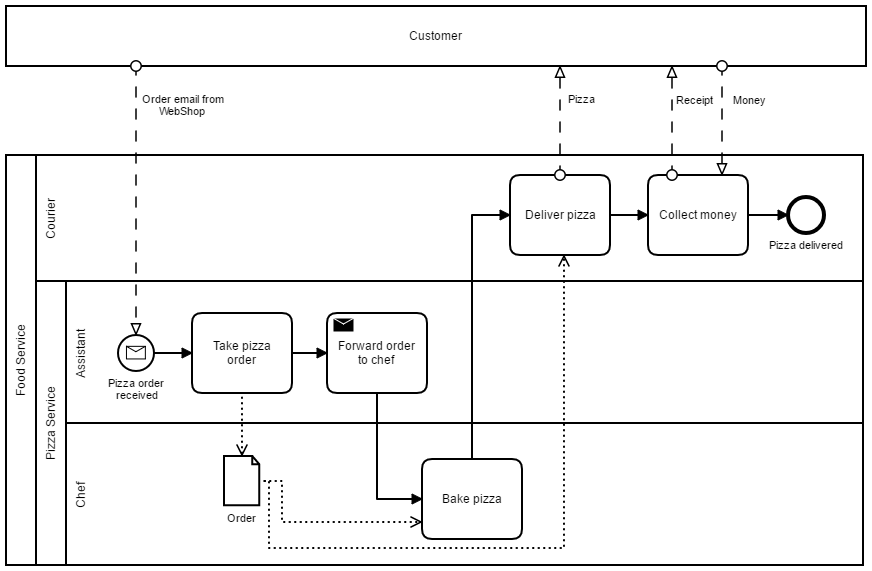 Customer
Order email from
WebShop
Pizza
Receipt
Money
Food Service
Courier
Deliver pizza
Collect money
Pizza delivered
Pizza Service
Assistant
Pizza order
received
Take pizza
order
Forward order
to chef
Chef
Order
Bake pizza